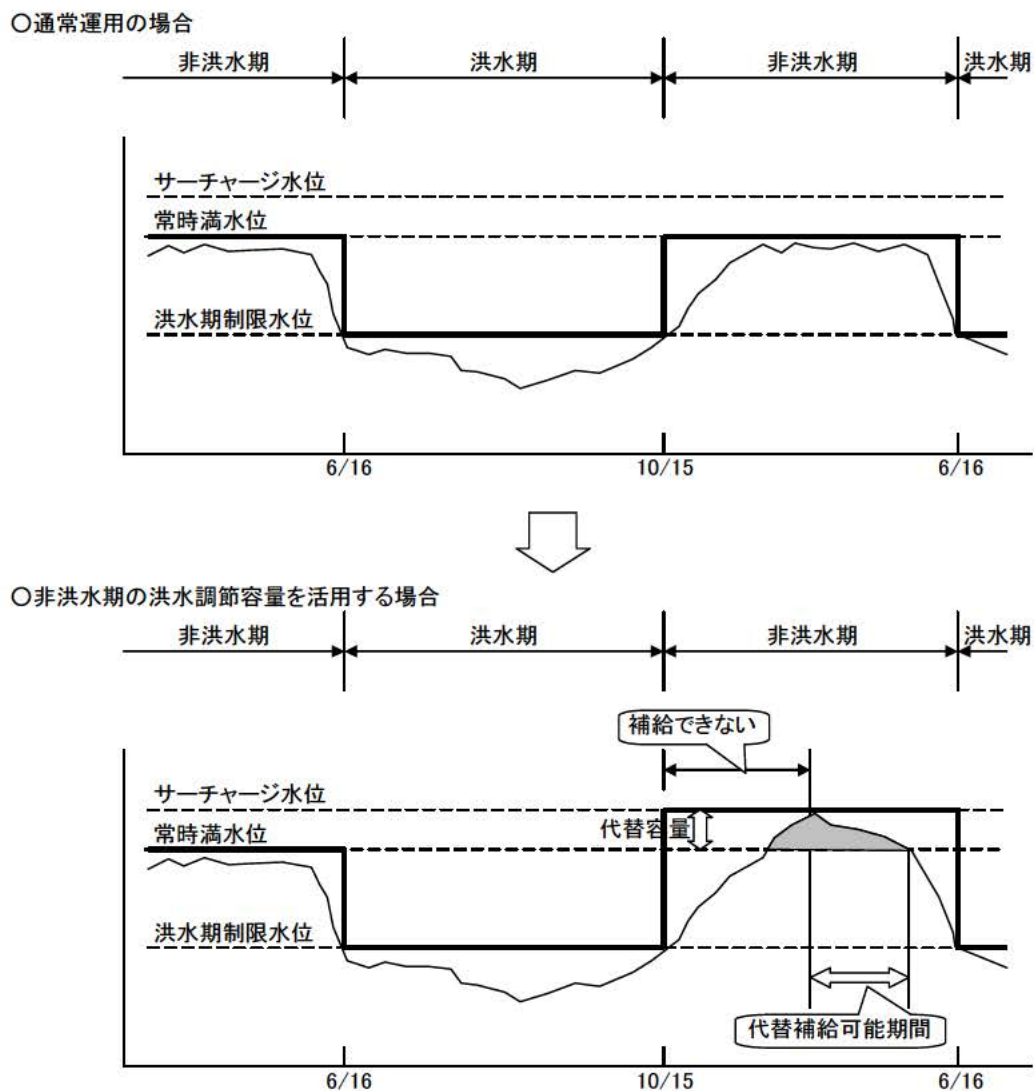 ○通常運用の場合
非洪水期 洪水期 非洪水期 洪水期
サーチャージ水位
常時満水位
洪水期制限水位
6/16 10/15 6/16
○非洪水期の洪水調節容量を活用する場合
非洪水期 洪水期 非洪水期 洪水期
補給できない
サーチャージ水位
代替容量
常時満水位
洪水期制限水位
代替補給可能期間
6/16 10/15 6/16